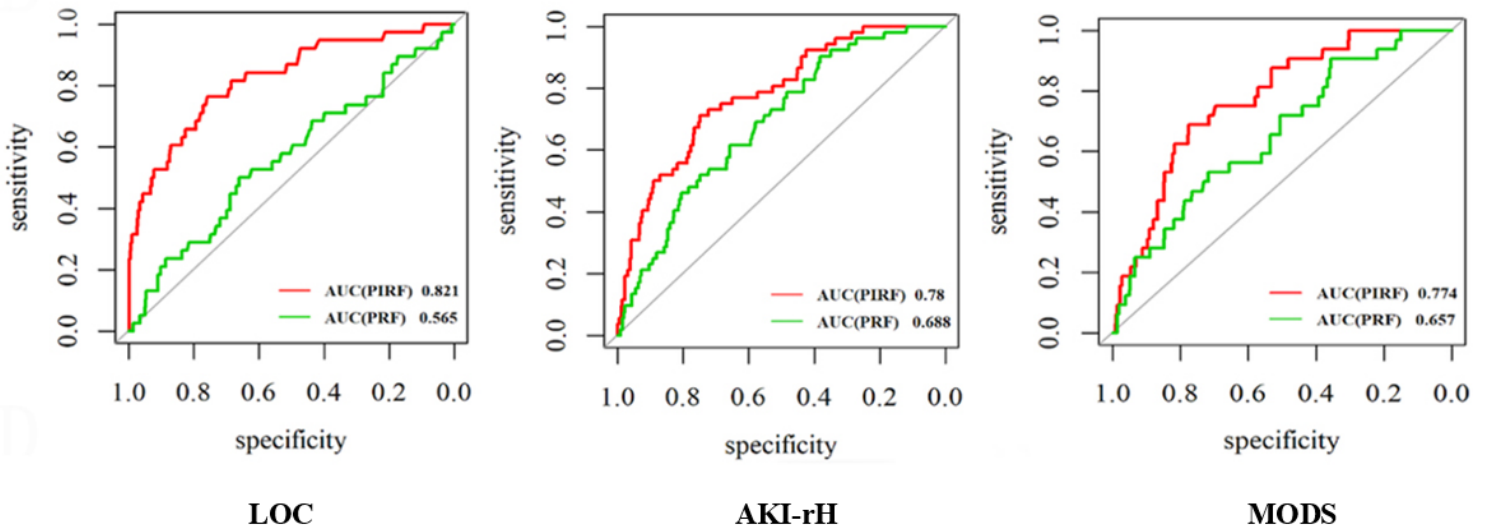 sensitivity
1.0
0.8
0.6
0.4
0.2
0.0
AUC(PIRF) 0.821
AUC(PRF) 0.565
1.0 0.8 0.6 0.4 0.2 0.0
specificity
LOC
sensitivity
1.0
0.8
0.6
0.4
0.2
0.0
AUC(PIRF) 0.78
AUC(PRF) 0.688
1.0 0.8 0.6 0.4 0.2 0.0
specificity
AKI-rH
sensitivity
1.0
0.8
0.6
0.4
0.2
0.0
AUC(PIRF) 0.774
AUC(PRF) 0.657
1.0 0.8 0.6 0.4 0.2 0.0
specificity
MODS